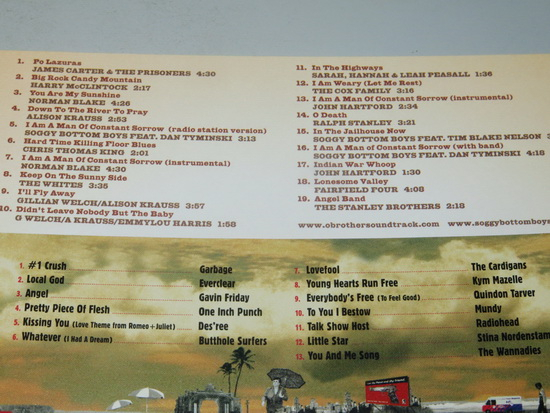 1. Po Lazuras
JAMES CARTER & THE PRISONERS 4:30
2. Big Rock Candy Mountain
HARRY McCLINTOCK 2:17
3. You Are My Sunshine
NORMAN BLAKE 4:26
4. Down To The River To Pray
ALISON KRAUSS 2:53
5. I Am A Man Of Constant Sorrow (radio station version)
SOGGY BOTTOM BOYS FEAT. DAN TYMINSKI 3:13
6. Hard Time Killing Floor Blues
CHRIS THOMAS KING 2:01
7. I Am A Man Of Constant Sorrow (instrumental)
NORMAN BLAKE 4:30
8. Keep On The Sunny Side
THE WHITES 3:35
9. I'll Fly Away
GILLIAN WELCH/ALISON KRAUSS 3:57
10. Didn't Leave Nobody But The Baby
G WELCH/A KRAUSS/EMMYLOU HARRIS 1:58
11. In The Highways
SARAH, HANNAH & LEAH PEASALL 1:36
12. I Am Weary (Let Me Rest)
THE COX FAMILY 3:16
13. I Am A Man Of Constant Sorrow (instrumental)
JOHN HARTFORD 2:34
14. O Death
RALPH STANLEY 3:21
15. In The Jailhouse Now
SOGGY BOTTOM BOYS FEAT. TIM BLAKE NELSON 3
16. I Am A Man Of Constant Sorrow (with band)
SOGGY BOTTOM BOYS FEAT. DAN TYMINSKI 4:18
17. Indian War Whoop
JOHN HARTFORD 1:30
18. Lonesome Valley
FAIRFIELD FOUR 4:08
19. Angel Band
THE STANLEY BROTHERS 2:18
www.obrothersoundtrack.com www.soggybottomboys
1. #1 Crush Garbage
2. Local God Everclear
3. Angel Gavin Friday
4. Pretty Piece Of Flesh One Inch Punch
5. Kissing You (Love Theme from Romeo + Juliet) Des'ree
6. Whatever (I Had A Dream) Butthole Surfers
7. Lovefool The Cardigans
8. Young Hearts Run Free Kym Mazelle
9. Everybody's Free (To Feel Good) Quindon Tarver
10. To You I Bestow Mundy
11. Talk Show Host Radiohead
12. Little Star Stina Nordenstam
13. You And Me Song The Wannadies